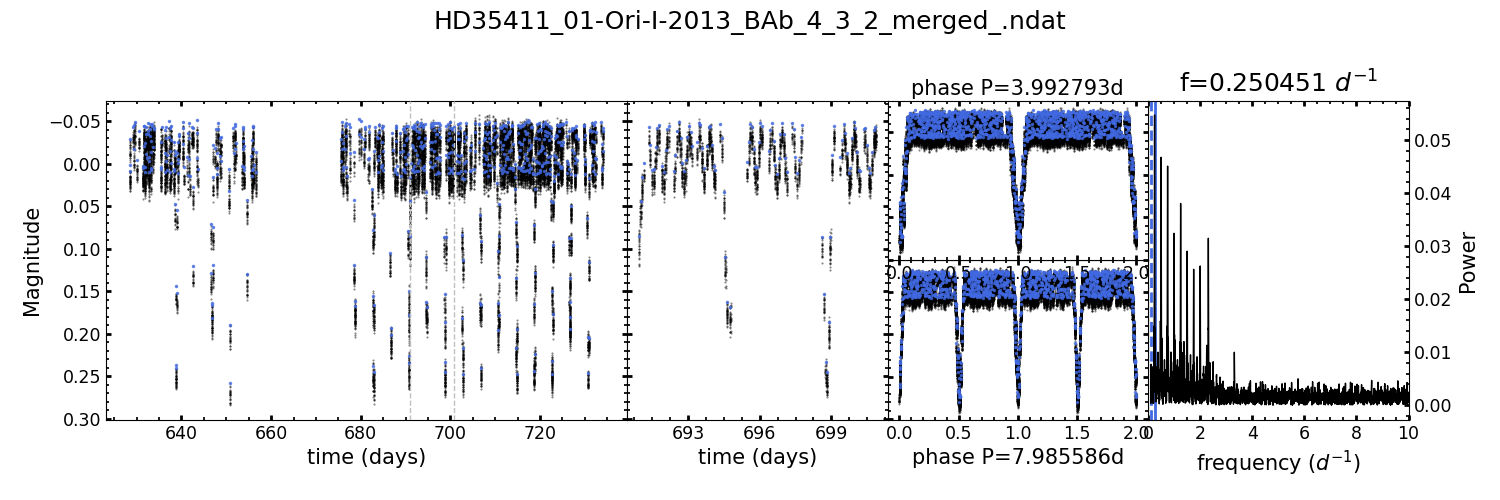 HD35411_01-Ori-I-2013_BAb_4_3_2_merged_.ndat
phase P=3.992793d
f=0.250451 d⁻¹
Magnitude
−0.05
0.00
0.05
0.10
0.15
0.20
0.25
0.30
640 660 680 700 720
time (days)
693 696 699
time (days)
0.0 0.5 1.0 1.5 2.0
0.0 0.5 1.0 1.5 2.0
phase P=7.985586d
0 2 4 6 8 10
frequency (d⁻¹)
0.05
0.04
0.03
0.02
0.01
0.00
Power